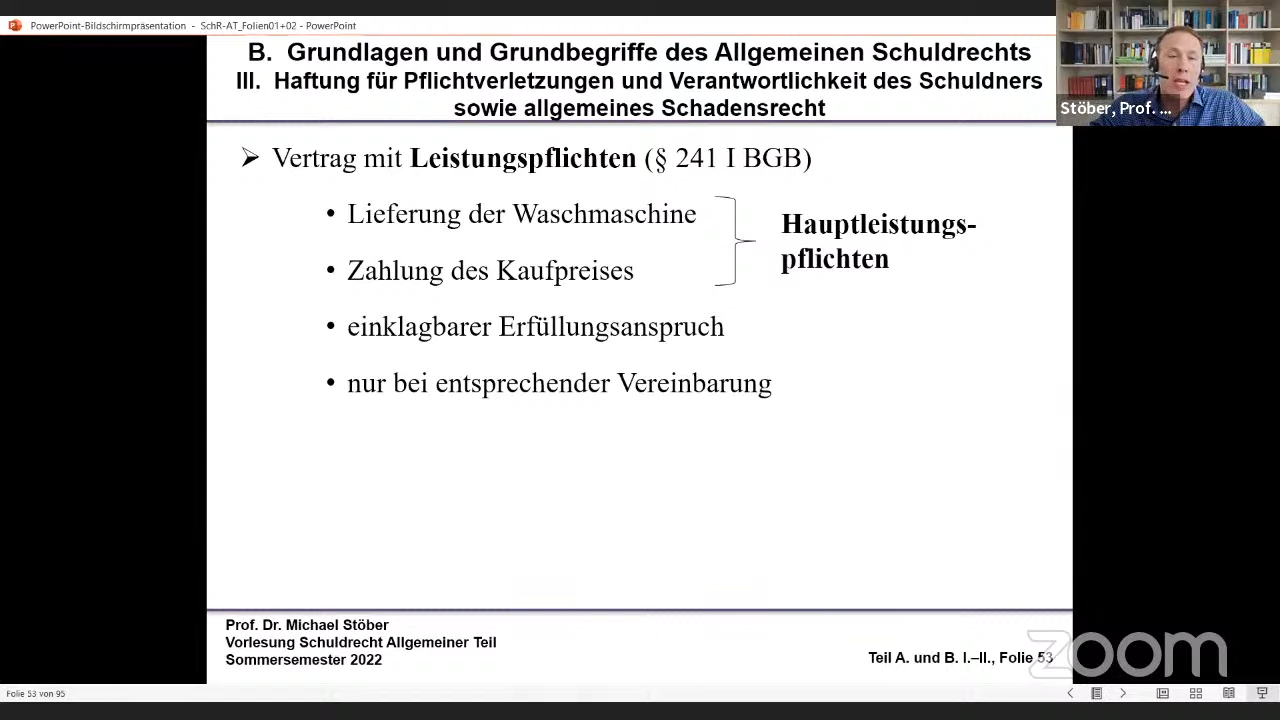 PowerPoint-Bildschirmpräsentation - SchR-AT_Folien01+02 - PowerPoint
B. Grundlagen und Grundbegriffe des Allgemeinen Schuldrechts
III. Haftung für Pflichtverletzungen und Verantwortlichkeit des Schuldners
sowie allgemeines Schadensrecht
Stöber, Prof. ...
➢ Vertrag mit Leistungspflichten (§ 241 I BGB)
• Lieferung der Waschmaschine
• Zahlung des Kaufpreises
Hauptleistungs-
pflichten
• einklagbarer Erfüllungsanspruch
• nur bei entsprechender Vereinbarung
Prof. Dr. Michael Stöber
Vorlesung Schuldrecht Allgemeiner Teil
Sommersemester 2022
Teil A. und B. I.–II., Folie 53
zoom
Folie 53 von 95